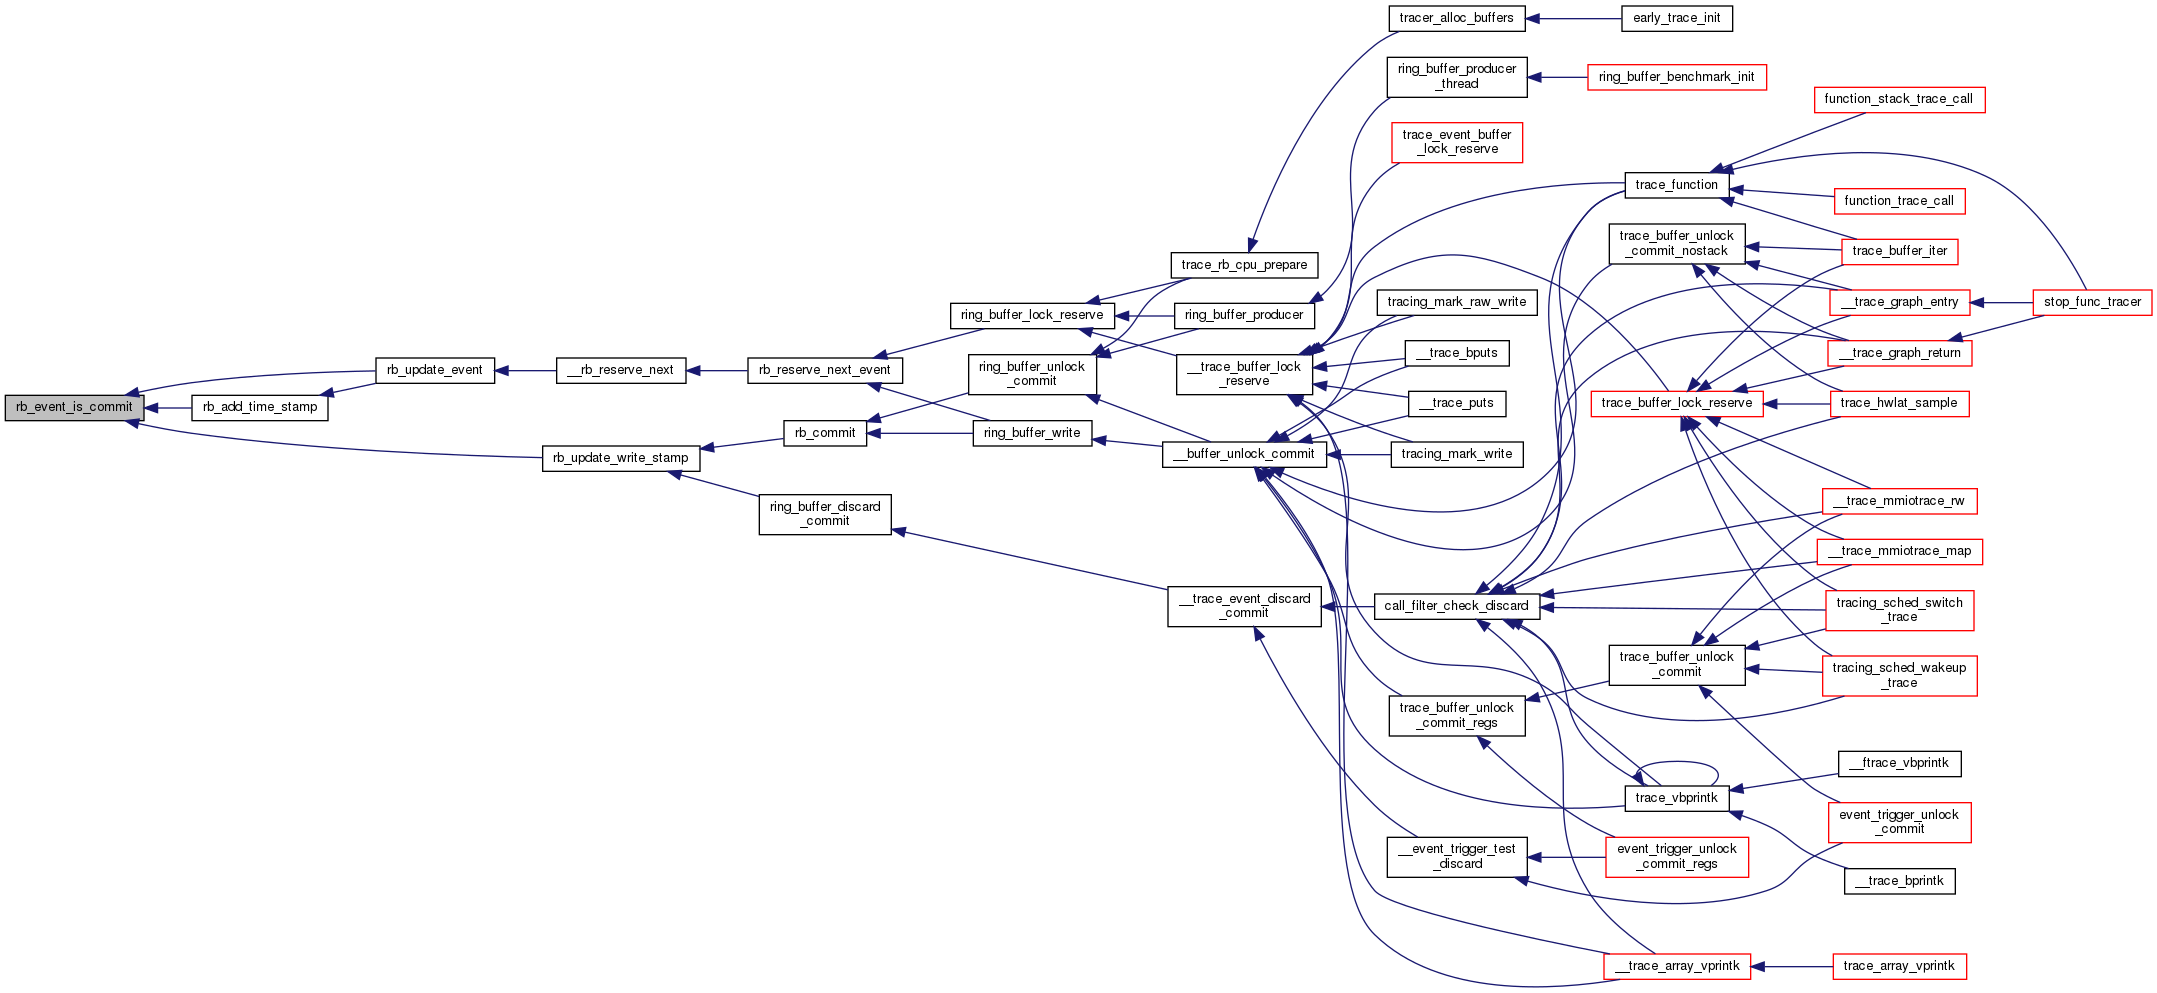 tracer_alloc_buffers
early_trace_init
ring_buffer_producer
_thread
ring_buffer_benchmark_init
function_stack_trace_call
trace_event_buffer
_lock_reserve
trace_function
function_trace_call
trace_buffer_unlock
_commit_nostack
trace_buffer_iter
trace_rb_cpu_prepare
tracing_mark_raw_write
__trace_graph_entry
stop_func_tracer
ring_buffer_lock_reserve
ring_buffer_producer
__trace_bputs
__trace_graph_return
rb_update_event
__rb_reserve_next
rb_reserve_next_event
ring_buffer_unlock
_commit
__trace_buffer_lock
_reserve
rb_event_is_commit
rb_add_time_stamp
__trace_puts
trace_buffer_lock_reserve
trace_hwlat_sample
rb_commit
ring_buffer_write
rb_update_write_stamp
__buffer_unlock_commit
tracing_mark_write
ring_buffer_discard
_commit
__trace_mmiotrace_rw
__trace_mmiotrace_map
__trace_event_discard
_commit
call_filter_check_discard
tracing_sched_switch
_trace
trace_buffer_unlock
_commit
tracing_sched_wakeup
_trace
trace_buffer_unlock
_commit_regs
__ftrace_vbprintk
trace_vbprintk
event_trigger_unlock
_commit
__event_trigger_test
_discard
event_trigger_unlock
_commit_regs
__trace_bprintk
__trace_array_vprintk
trace_array_vprintk